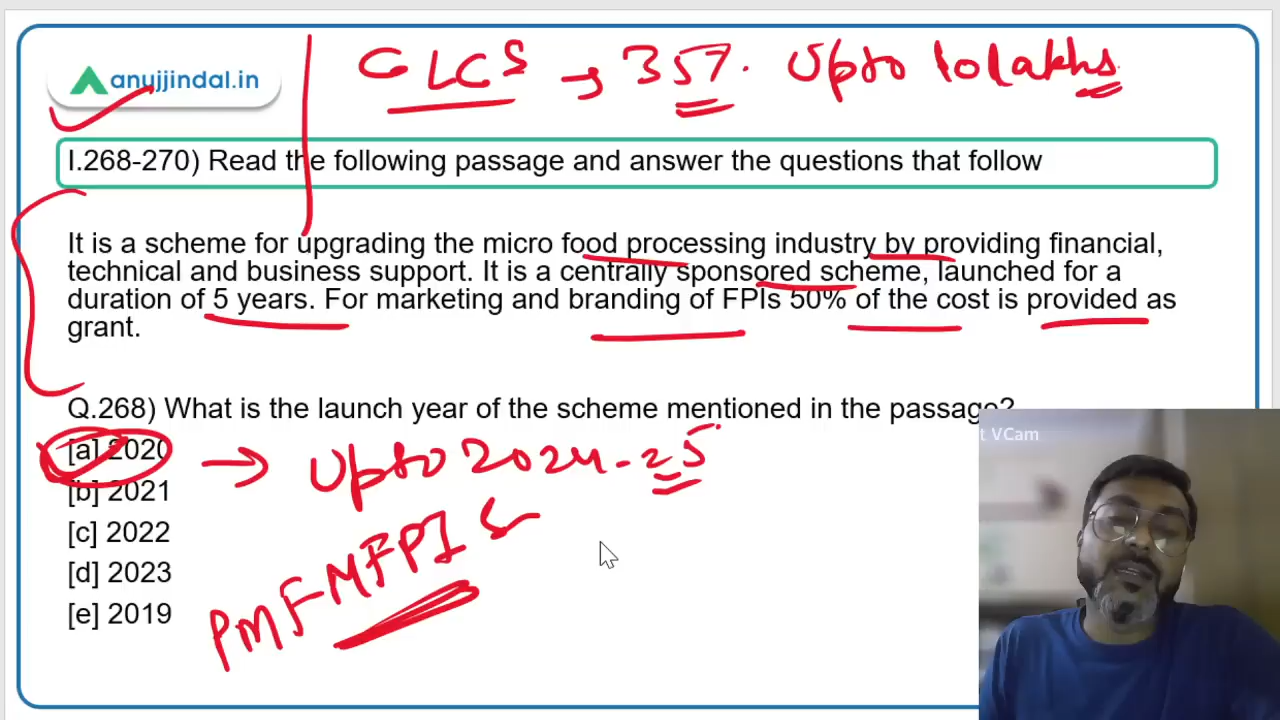 CLCS → 35%. Upto 10 lakhs
anujjindal.in
I.268-270) Read the following passage and answer the questions that follow
It is a scheme for upgrading the micro food processing industry by providing financial,
technical and business support. It is a centrally sponsored scheme, launched for a
duration of 5 years. For marketing and branding of FPIs 50% of the cost is provided as
grant.
Q.268) What is the launch year of the scheme mentioned in the passage?
t VCam
[a] 2020 → Upto 2024-25
[b] 2021
[c] 2022
[d] 2023
[e] 2019
PMFMFPIS